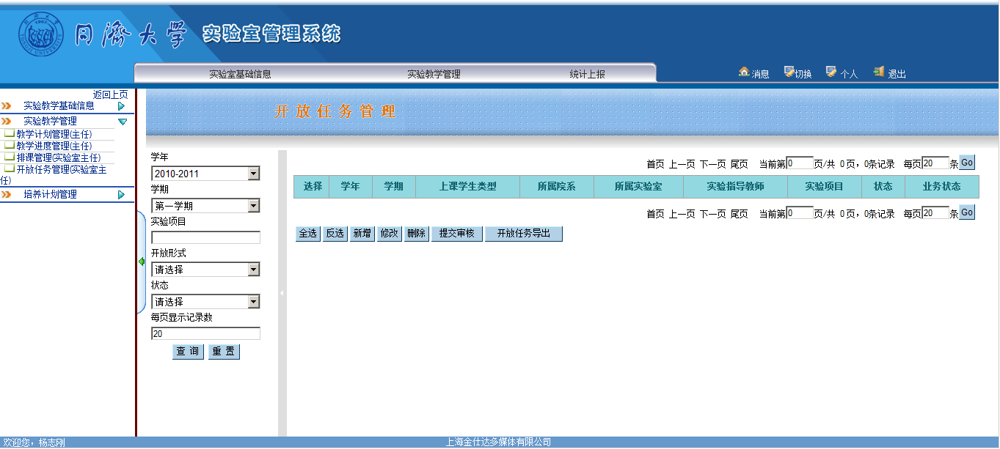 同濟大学 实验室管理系统
实验室基础信息 实验教学管理 统计上报 消息 切换 个人 退出
返回上页
实验教学基础信息
实验教学管理
教学计划管理(主任)
教学进度管理(主任)
排课管理(实验室主任)
开放任务管理(实验室主
任)
培养计划管理
开放任务管理
学年
2010-2011
学期
第一学期
实验项目
开放形式
请选择
状态
请选择
每页显示记录数
20
查 询 重 置
首页 上一页 下一页 尾页 当前第0页/共 0 页，0条记录 每页20条Go
选择 学年 学期 上课学生类型 所属院系 所属实验室 实验指导教师 实验项目 状态 业务状态
首页 上一页 下一页 尾页 当前第0页/共 0 页，0条记录 每页20条Go
全选 反选 新增 修改 删除 提交审核 开放任务导出
欢迎您，杨志刚 上海金仕达多媒体有限公司